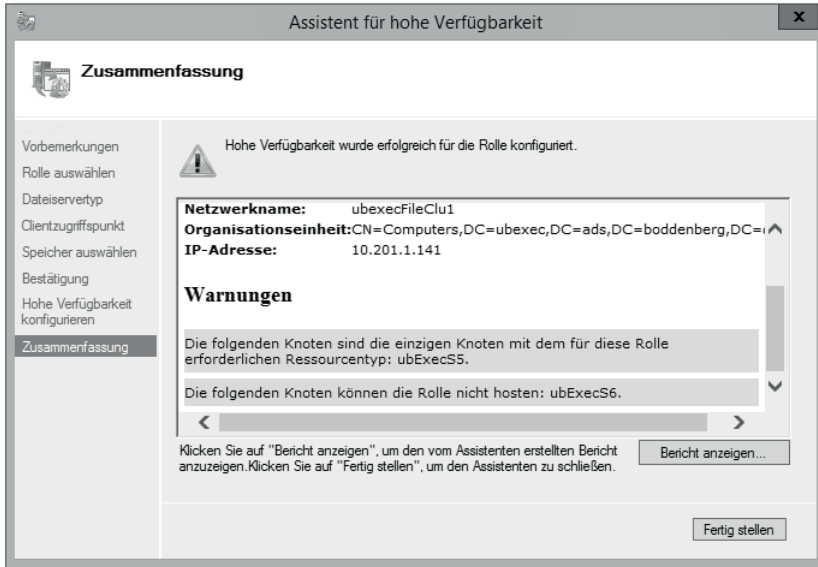 Assistent für hohe Verfügbarkeit
x
Zusammenfassung
Vorbemerkungen
Rolle auswählen
Dateiservertyp
Clientzugriffspunkt
Speicher auswählen
Bestätigung
Hohe Verfügbarkeit
konfigurieren
Zusammenfassung
Hohe Verfügbarkeit wurde erfolgreich für die Rolle konfiguriert.
Netzwerkname: ubexecFileClu1
Organisationseinheit:CN=Computers,DC=ubexec,DC=ads,DC=boddenberg,DC=
IP-Adresse: 10.201.1.141
Warnungen
Die folgenden Knoten sind die einzigen Knoten mit dem für diese Rolle
erforderlichen Ressourcentyp: ubExecS5.
Die folgenden Knoten können die Rolle nicht hosten: ubExecS6.
Klicken Sie auf "Bericht anzeigen", um den vom Assistenten erstellten Bericht
anzuzeigen.Klicken Sie auf "Fertig stellen", um den Assistenten zu schließen.
Bericht anzeigen...
Fertig stellen